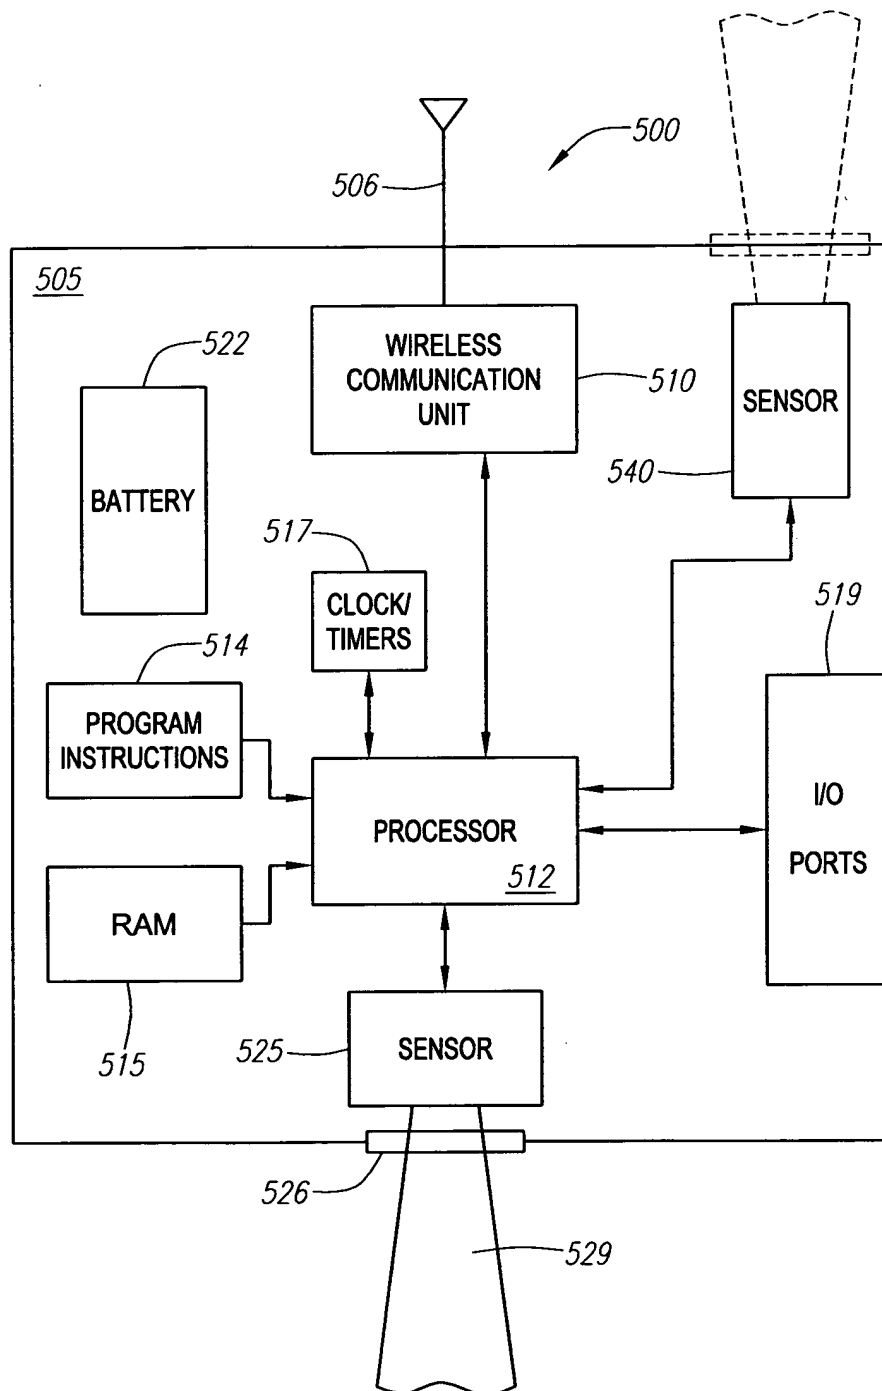 500
506
505
WIRELESS
COMMUNICATION
UNIT
510
522
BATTERY
SENSOR
540
517
CLOCK/
TIMERS
519
514
PROGRAM
INSTRUCTIONS
I/O
PORTS
PROCESSOR
512
RAM
515
525
SENSOR
526
529